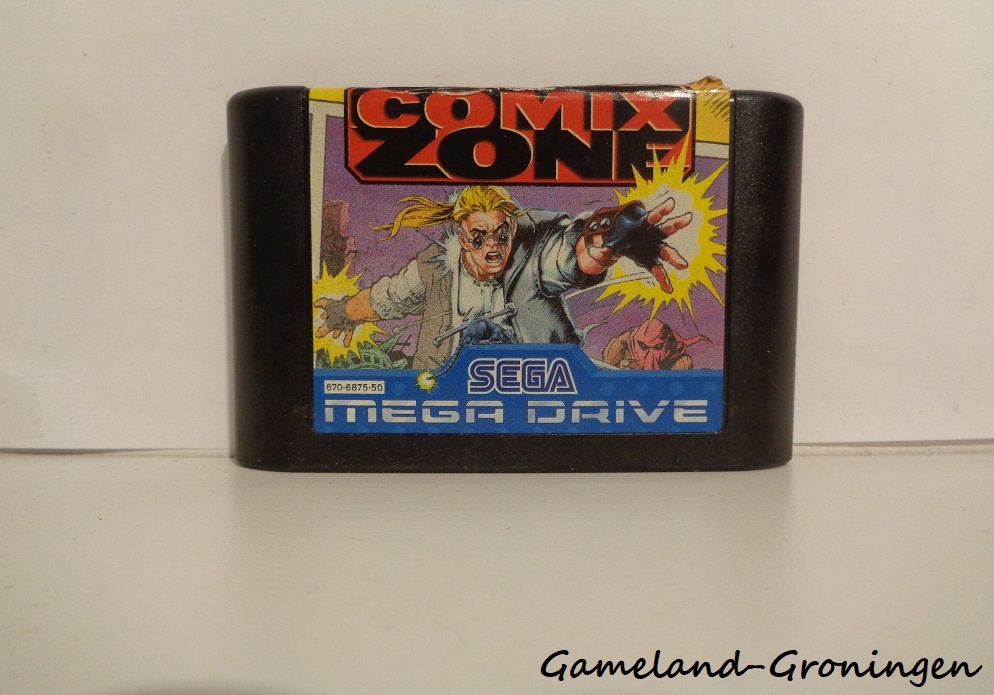 COMIX
ZONE
SEGA
670-6875-50
MEGA DRIVE
Gameland-Groningen